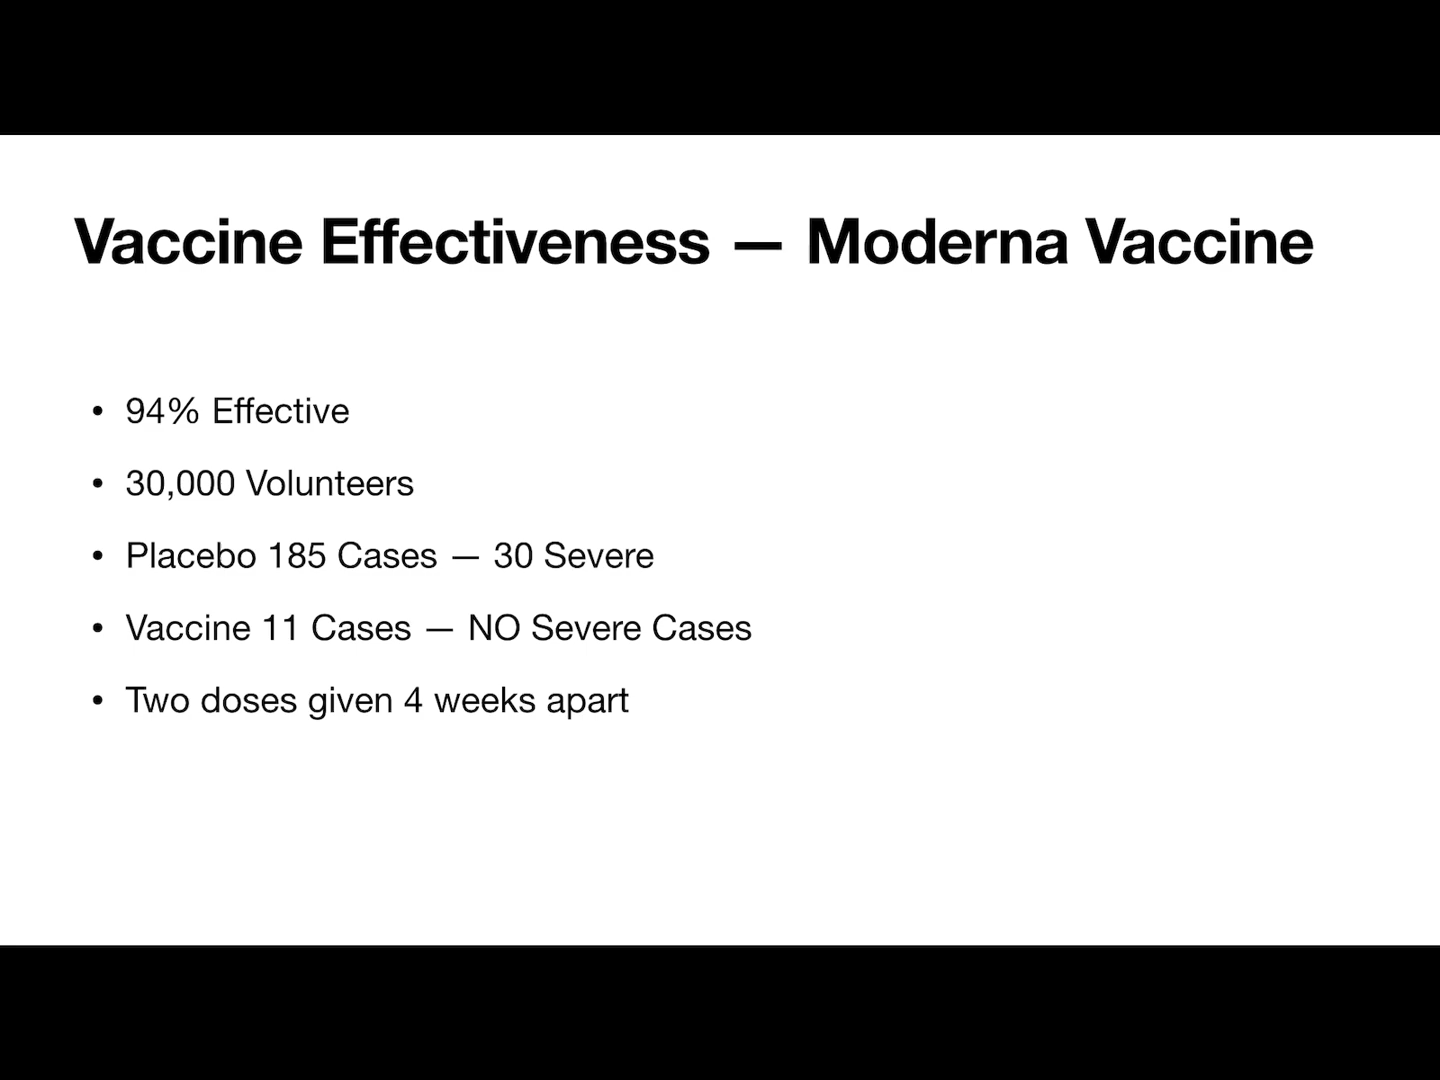 Vaccine Effectiveness — Moderna Vaccine
• 94% Effective
• 30,000 Volunteers
• Placebo 185 Cases — 30 Severe
• Vaccine 11 Cases — NO Severe Cases
• Two doses given 4 weeks apart